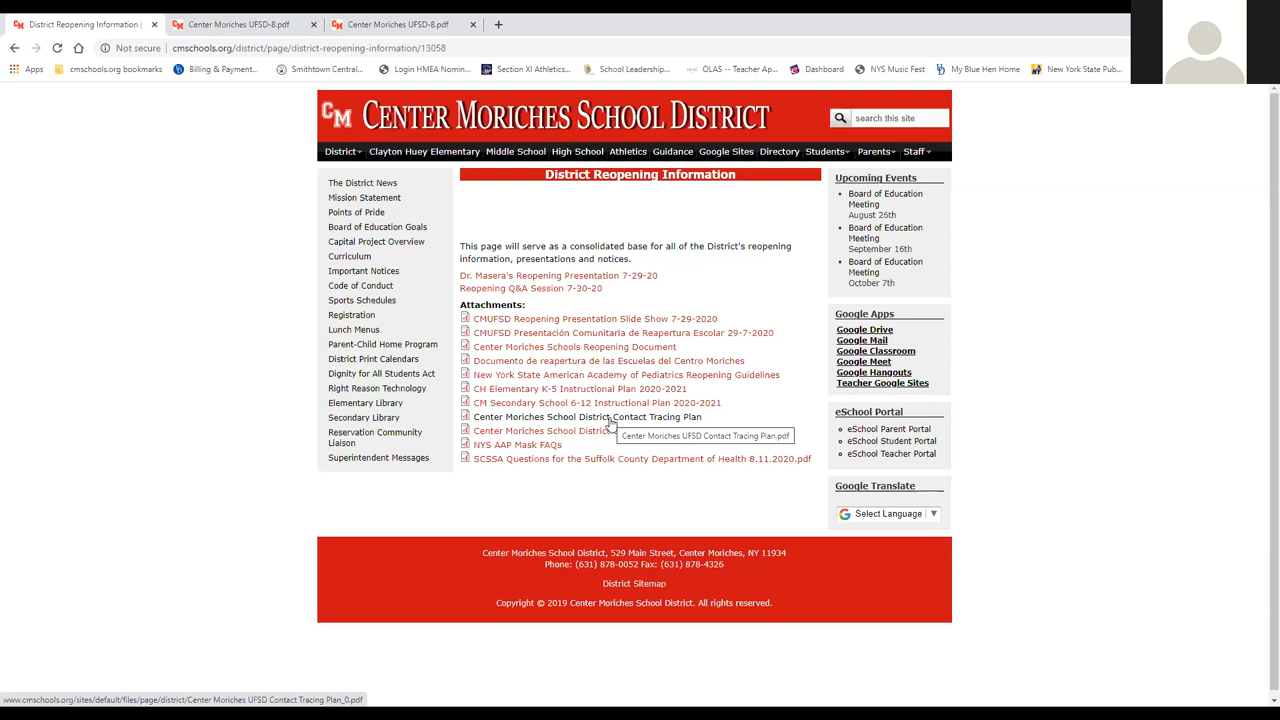 District Reopening Information |
Center Moriches UFSD-8.pdf
Center Moriches UFSD-8.pdf
Not secure
cmschools.org/district/page/district-reopening-information/13058
Apps
cmschools.org bookmarks
Billing & Payment...
Smithtown Central...
Login HMEA Nomin...
Section XI Athletics...
School Leadership...
OLAS -- Teacher Ap...
Dashboard
NYS Music Fest
My Blue Hen Home
New York State Pub...
CM CENTER MORICHES SCHOOL DISTRICT
search this site
District
Clayton Huey Elementary
Middle School
High School
Athletics
Guidance
Google Sites
Directory
Students
Parents
Staff
The District News
Mission Statement
Points of Pride
Board of Education Goals
Capital Project Overview
Curriculum
Important Notices
Code of Conduct
Sports Schedules
Registration
Lunch Menus
Parent-Child Home Program
District Print Calendars
Dignity for All Students Act
Right Reason Technology
Elementary Library
Secondary Library
Reservation Community
Liaison
Superintendent Messages
District Reopening Information
This page will serve as a consolidated base for all of the District's reopening
information, presentations and notices.
Dr. Masera's Reopening Presentation 7-29-20
Reopening Q&A Session 7-30-20
Attachments:
CMUFSD Reopening Presentation Slide Show 7-29-2020
CMUFSD Presentación Comunitaria de Reapertura Escolar 29-7-2020
Center Moriches Schools Reopening Document
Documento de reapertura de las Escuelas del Centro Moriches
New York State American Academy of Pediatrics Reopening Guidelines
CH Elementary K-5 Instructional Plan 2020-2021
CM Secondary School 6-12 Instructional Plan 2020-2021
Center Moriches School District Contact Tracing Plan
Center Moriches School District
Center Moriches UFSD Contact Tracing Plan.pdf
NYS AAP Mask FAQs
SCSSA Questions for the Suffolk County Department of Health 8.11.2020.pdf
Upcoming Events
Board of Education
Meeting
August 26th
Board of Education
Meeting
September 16th
Board of Education
Meeting
October 7th
Google Apps
Google Drive
Google Mail
Google Classroom
Google Meet
Google Hangouts
Teacher Google Sites
eSchool Portal
eSchool Parent Portal
eSchool Student Portal
eSchool Teacher Portal
Google Translate
Select Language
Center Moriches School District, 529 Main Street, Center Moriches, NY 11934
Phone: (631) 878-0052 Fax: (631) 878-4326
District Sitemap
Copyright © 2019 Center Moriches School District. All rights reserved.
www.cmschools.org/sites/default/files/page/district/Center Moriches UFSD Contact Tracing Plan_0.pdf